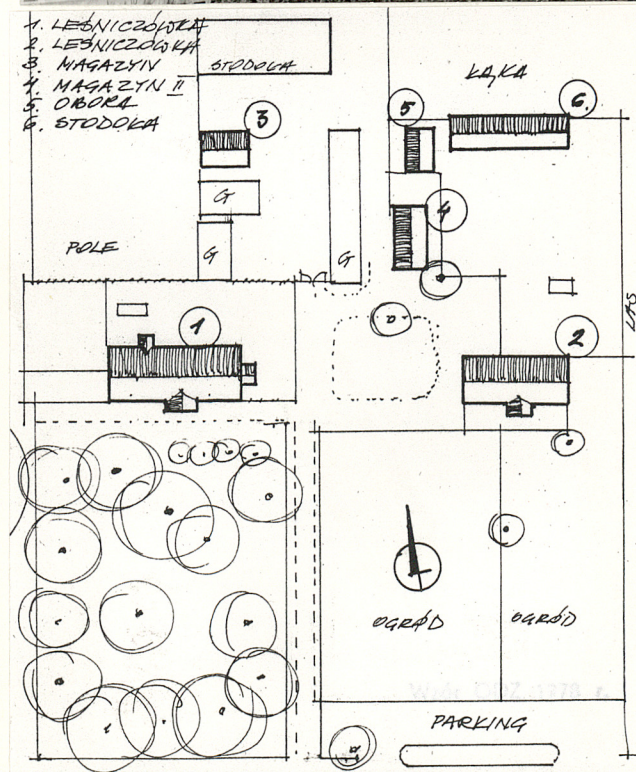 1. LEŚNICZÓWKA
2. LEŚNICZÓWKA
3. MAGAZYN
4. MAGAZYN II
5. OBORA
6. STODOŁA
STODOŁA
ŁĄKA
3
5
6.
G
4
POLE
G
G
1
2
LAS
OGRÓD
OGRÓD
PARKING